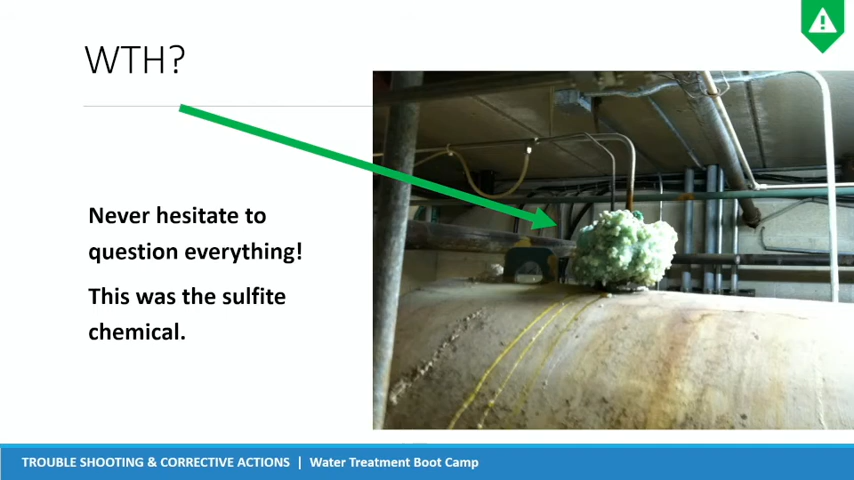 WTH?
Never hesitate to
question everything!
This was the sulfite
chemical.
TROUBLE SHOOTING & CORRECTIVE ACTIONS | Water Treatment Boot Camp